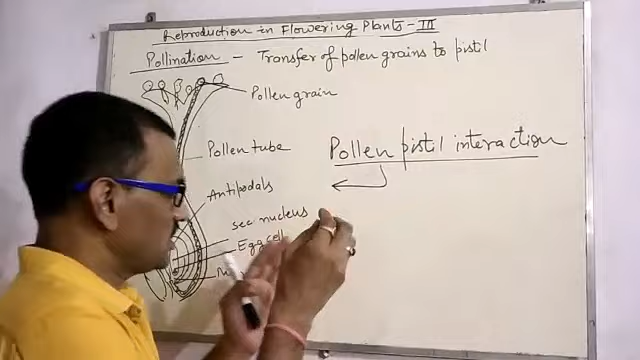 Reproduction in Flowering Plants - III
Pollination - Transfer of pollen grains to pistil
Pollen grain
Pollen pistil interaction
Pollen tube
Antipodals
sec nucleus
Egg cell